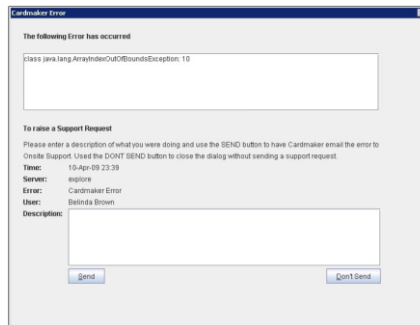 Cardmaker Error
The following Error has occurred
class java.lang.ArrayIndexOutOfBoundsException: 10
To raise a Support Request
Please enter a description of what you were doing and use the SEND button to have Cardmaker email the error to
Onsite Support. Used the DONT SEND button to close the dialog without sending a support request.
Time: 10-Apr-09 23:39
Server: explore
Error: Cardmaker Error
User: Belinda Brown
Description:
Send Don't Send